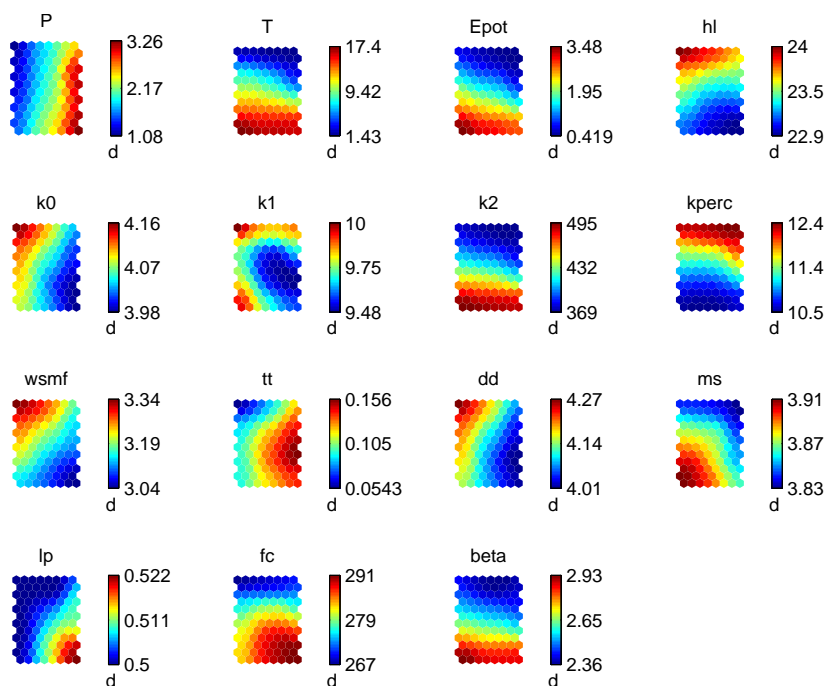 P
3.26
2.17
1.08
d
T
17.4
9.42
1.43
d
Epot
3.48
1.95
0.419
d
hl
24
23.5
22.9
d
k0
4.16
4.07
3.98
d
k1
10
9.75
9.48
d
k2
495
432
369
d
kperc
12.4
11.4
10.5
d
wsmf
3.34
3.19
3.04
d
tt
0.156
0.105
0.0543
d
dd
4.27
4.14
4.01
d
ms
3.91
3.87
3.83
d
lp
0.522
0.511
0.5
d
fc
291
279
267
d
beta
2.93
2.65
2.36
d